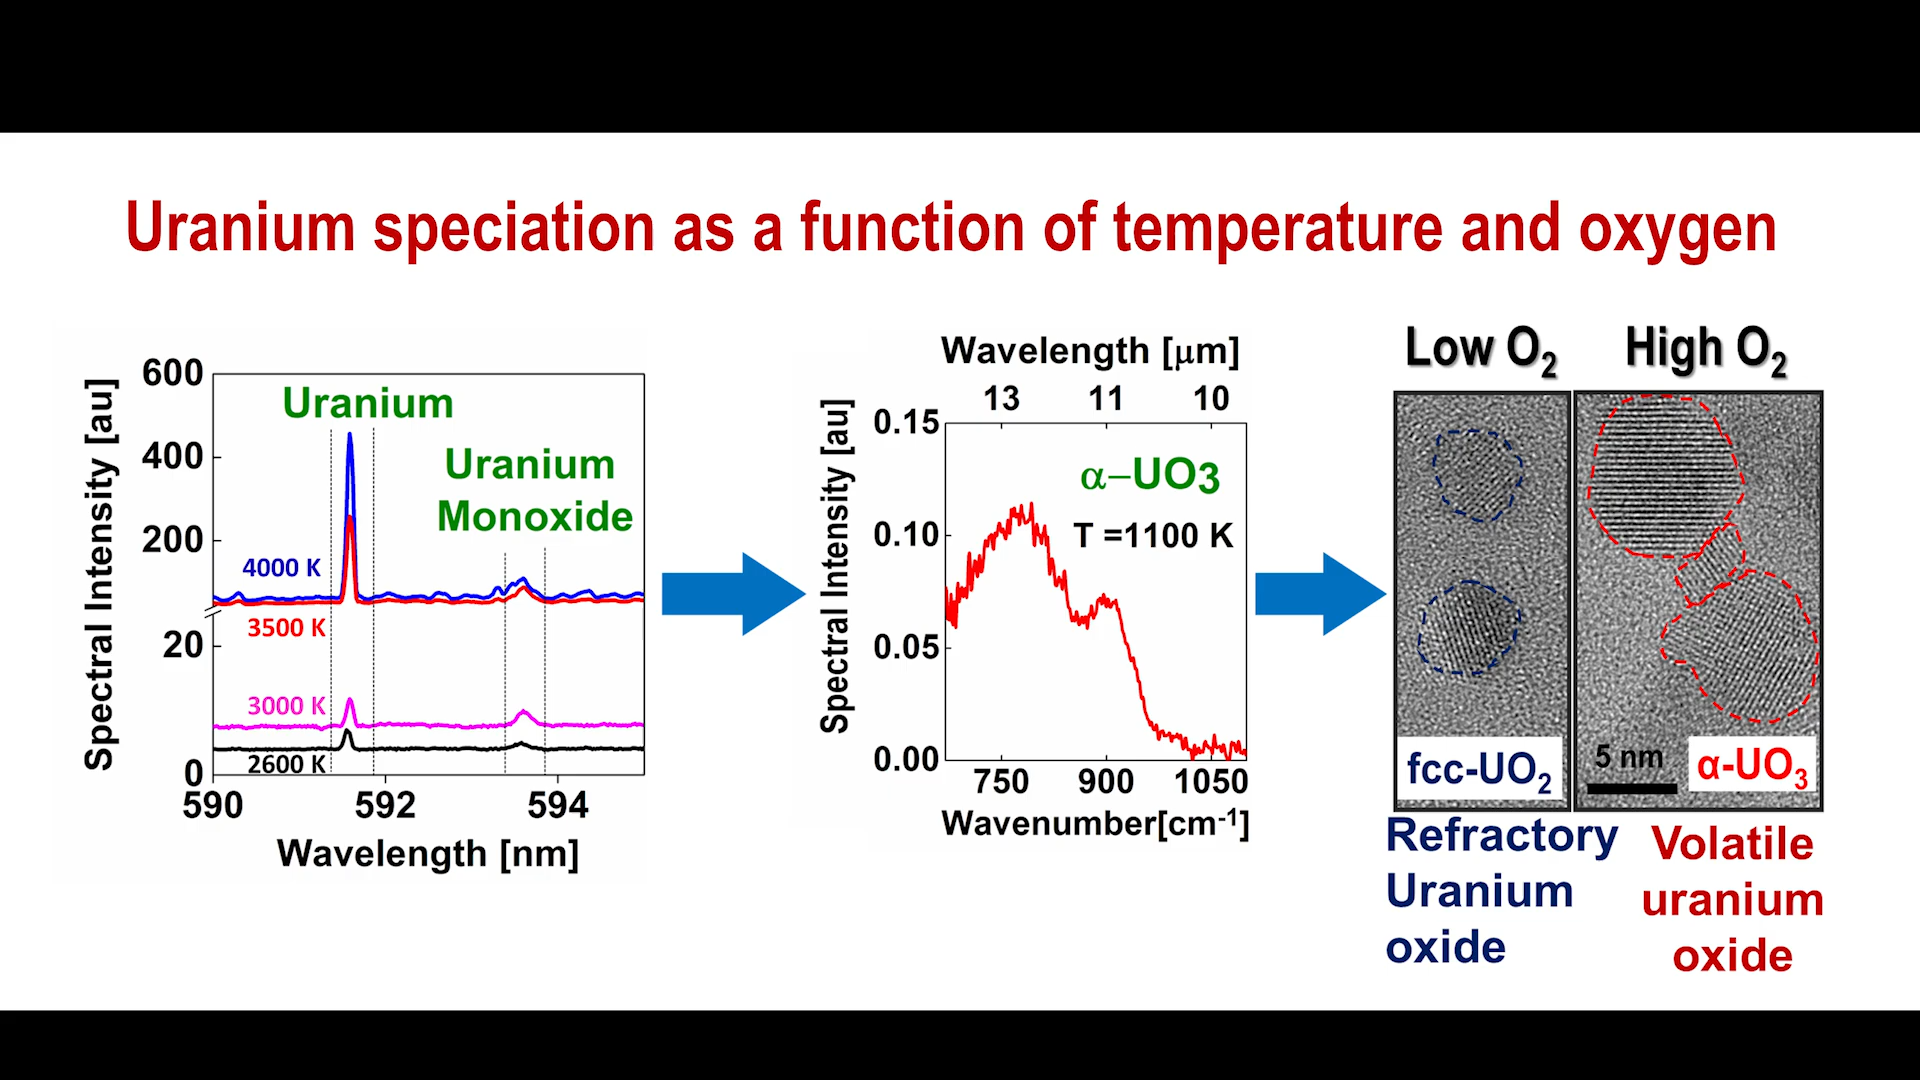 Uranium speciation as a function of temperature and oxygen
Spectral Intensity [au]
600
400
200
20
0
Uranium
Uranium
Monoxide
4000 K
3500 K
3000 K
2600 K
590 592 594
Wavelength [nm]
Wavelength [μm]
13 11 10
Spectral Intensity [au]
0.15
0.10
0.05
0.00
α–UO3
T =1100 K
750 900 1050
Wavenumber[cm⁻¹]
Low O₂
High O₂
fcc-UO₂
5 nm
α-UO₃
Refractory
Uranium
oxide
Volatile
uranium
oxide